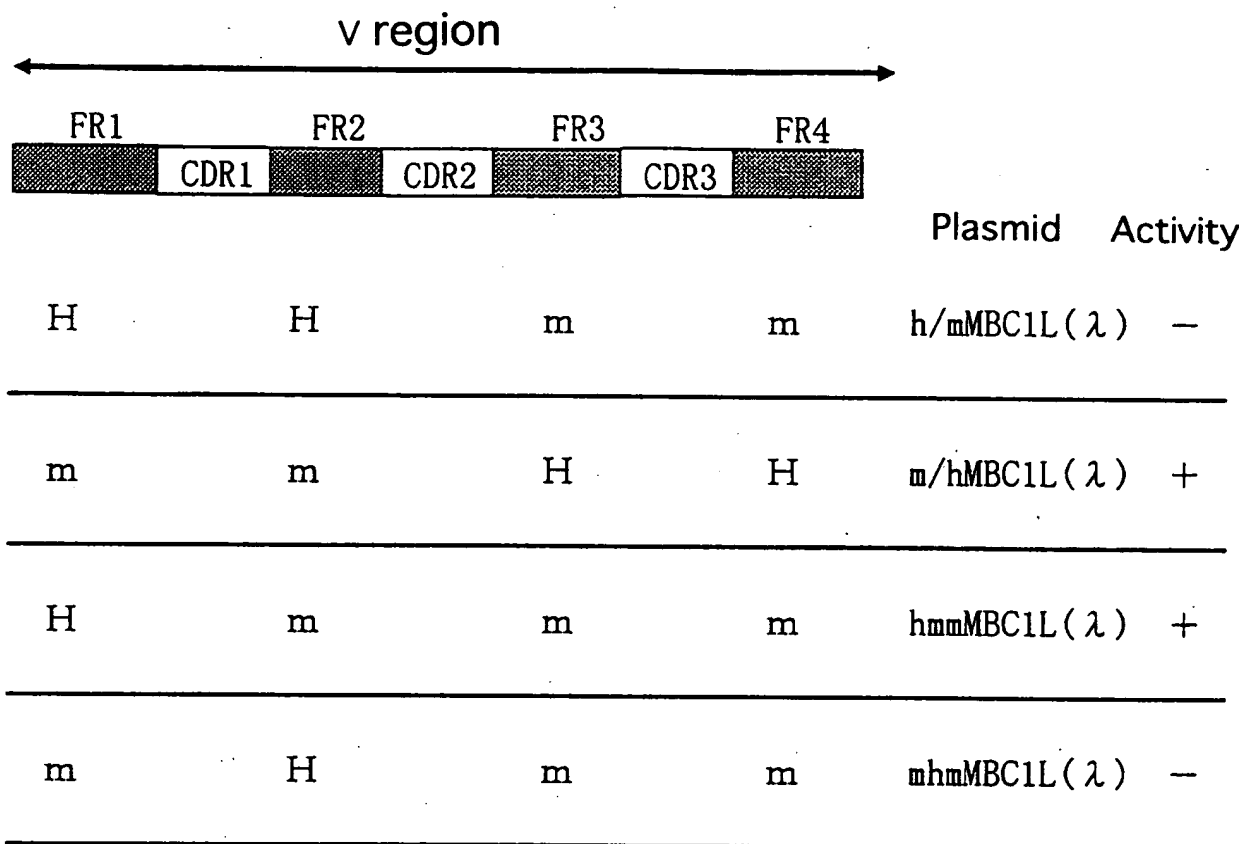 V region
FR1 FR2 FR3 FR4
CDR1 CDR2 CDR3
Plasmid Activity
H H m m h/mMBC1L(λ) −
m m H H m/hMBC1L(λ) +
H m m m hmmMBC1L(λ) +
m H m m mhmMBC1L(λ) −